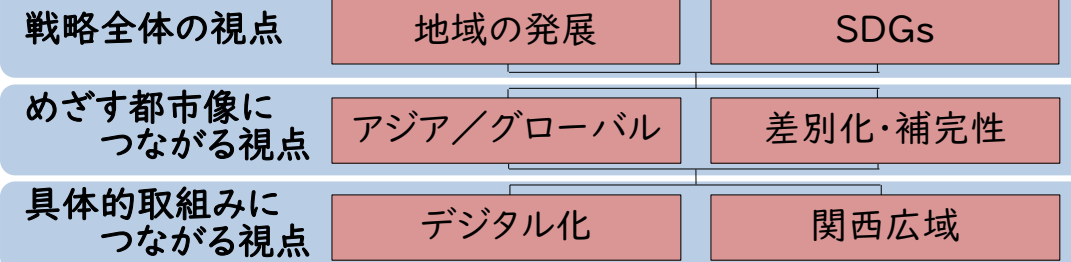 戦略全体の視点
地域の発展
SDGs
めざす都市像に
つながる視点
アジア／グローバル
差別化・補完性
具体的取組みに
つながる視点
デジタル化
関西広域